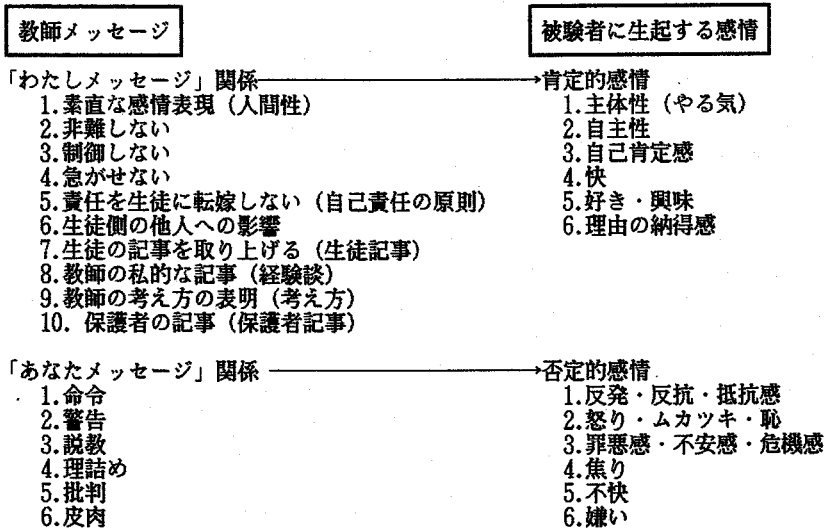 教師メッセージ
被験者に生起する感情
「わたしメッセージ」関係
1.素直な感情表現(人間性)
2.非難しない
3.制御しない
4.急がせない
5.責任を生徒に転嫁しない(自己責任の原則)
6.生徒側の他人への影響
7.生徒の記事を取り上げる(生徒記事)
8.教師の私的な記事(経験談)
9.教師の考え方の表明(考え方)
10. 保護者の記事(保護者記事)
肯定的感情
1.主体性(やる気)
2.自主性
3.自己肯定感
4.快
5.好き・興味
6.理由の納得感
「あなたメッセージ」関係
1.命令
2.警告
3.説教
4.理詰め
5.批判
6.皮肉
否定的感情
1.反発・反抗・抵抗感
2.怒り・ムカツキ・恥
3.罪悪感・不安感・危機感
4.焦り
5.不快
6.嫌い